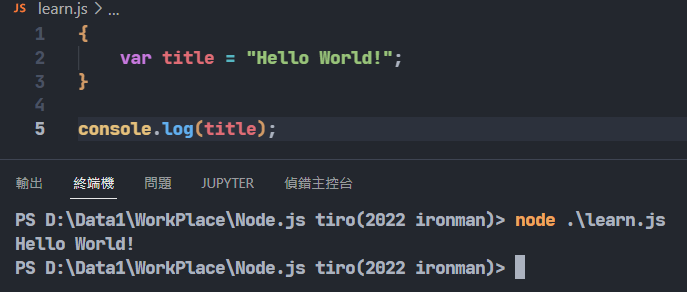 JS learn.js > ...
1 {
2 var title = "Hello World!";
3 }
4
5 console.log(title);
輸出 終端機 問題 JUPYTER 偵錯主控台
PS D:\Data1\WorkPlace\Node.js tiro(2022 ironman)> node .\learn.js
Hello World!
PS D:\Data1\WorkPlace\Node.js tiro(2022 ironman)>